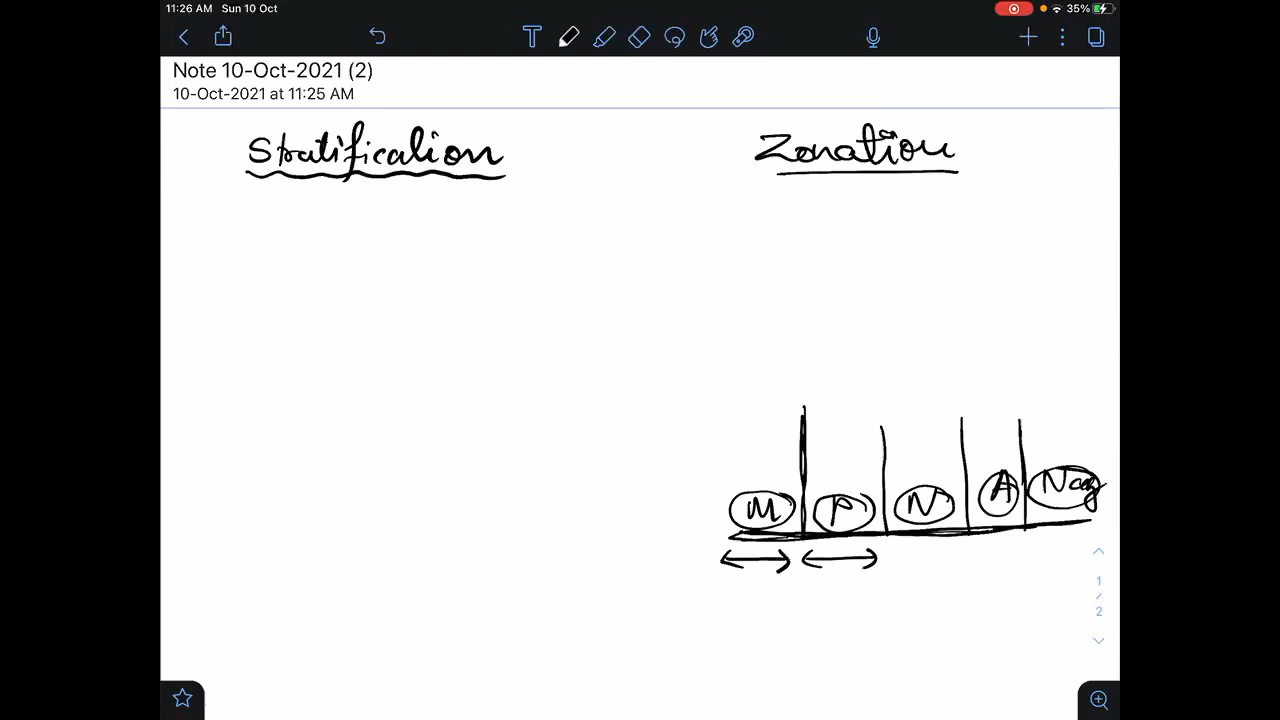 11:26 AM Sun 10 Oct 35%
T
Note 10-Oct-2021 (2)
10-Oct-2021 at 11:25 AM
Stratification Zonation
M P N A Nag
1
/
2